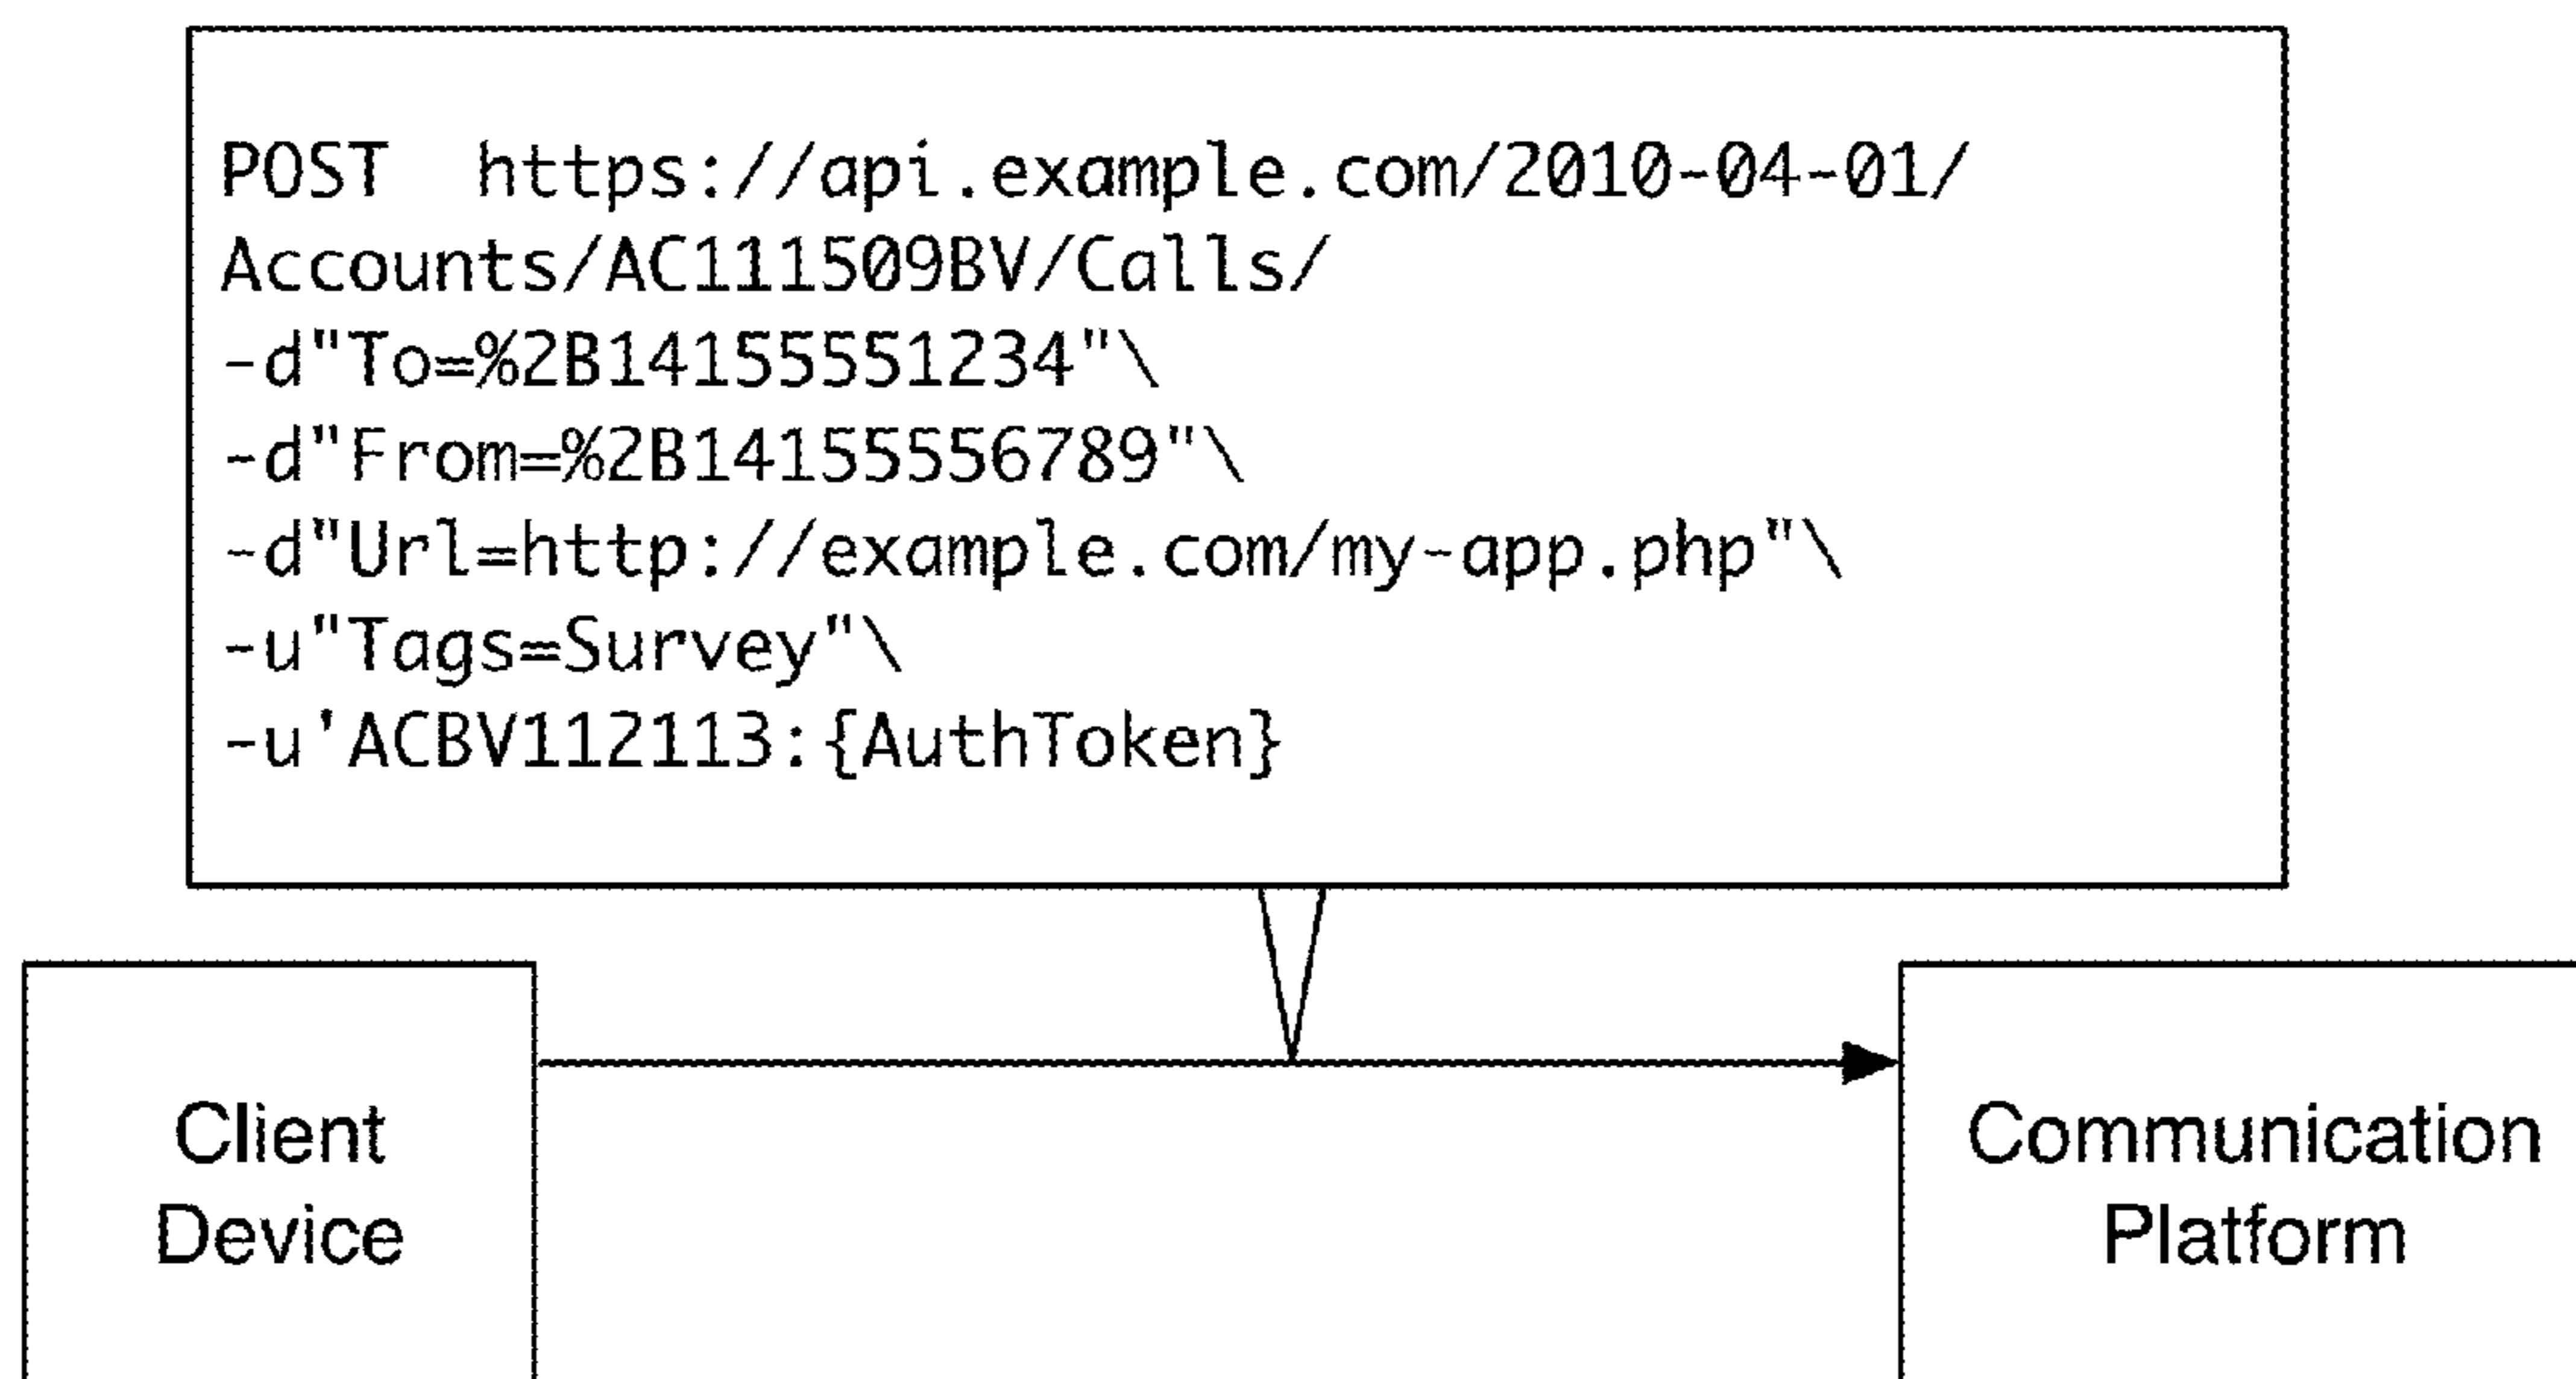 POST  https://api.example.com/2010-04-01/
Accounts/AC111509BV/Calls/
-d"To=%2B14155551234"\
-d"From=%2B14155556789"\
-d"Url=http://example.com/my-app.php"\
-u"Tags=Survey"\
-u'ACBV112113:{AuthToken}
Client
Device
Communication
Platform